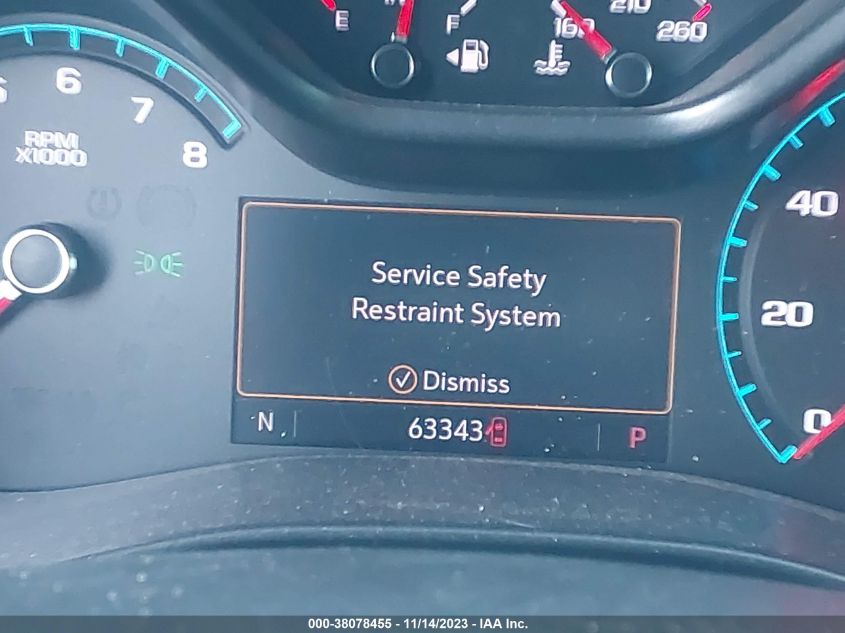 E
F
160
210
260
6
7
8
RPM
X1000
40
20
0
Service Safety
Restraint System
Dismiss
N
63343
P
000-38078455 - 11/14/2023 - IAA Inc.